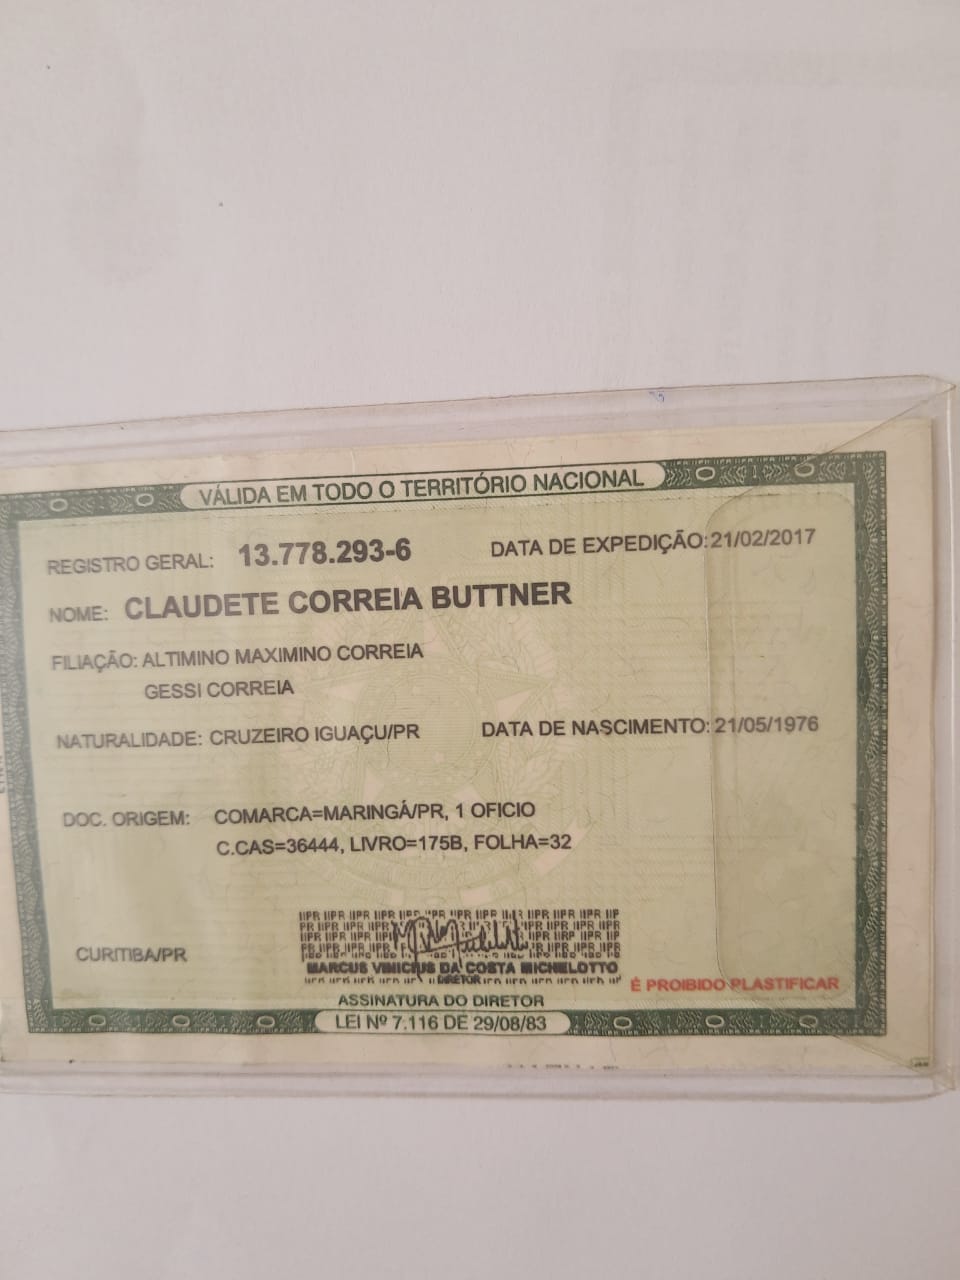 VÁLIDA EM TODO O TERRITÓRIO NACIONAL
REGISTRO GERAL: 13.778.293-6 DATA DE EXPEDIÇÃO: 21/02/2017
NOME: CLAUDETE CORREIA BUTTNER
FILIAÇÃO: ALTIMINO MAXIMINO CORREIA
GESSI CORREIA
NATURALIDADE: CRUZEIRO IGUAÇU/PR DATA DE NASCIMENTO: 21/05/1976
DOC. ORIGEM: COMARCA=MARINGÁ/PR, 1 OFICIO
C.CAS=36444, LIVRO=175B, FOLHA=32
CURITIBA/PR
MARCUS VINICIUS DA COSTA MICHELOTTO
DIRETOR
É PROIBIDO PLASTIFICAR
ASSINATURA DO DIRETOR
LEI Nº 7.116 DE 29/08/83